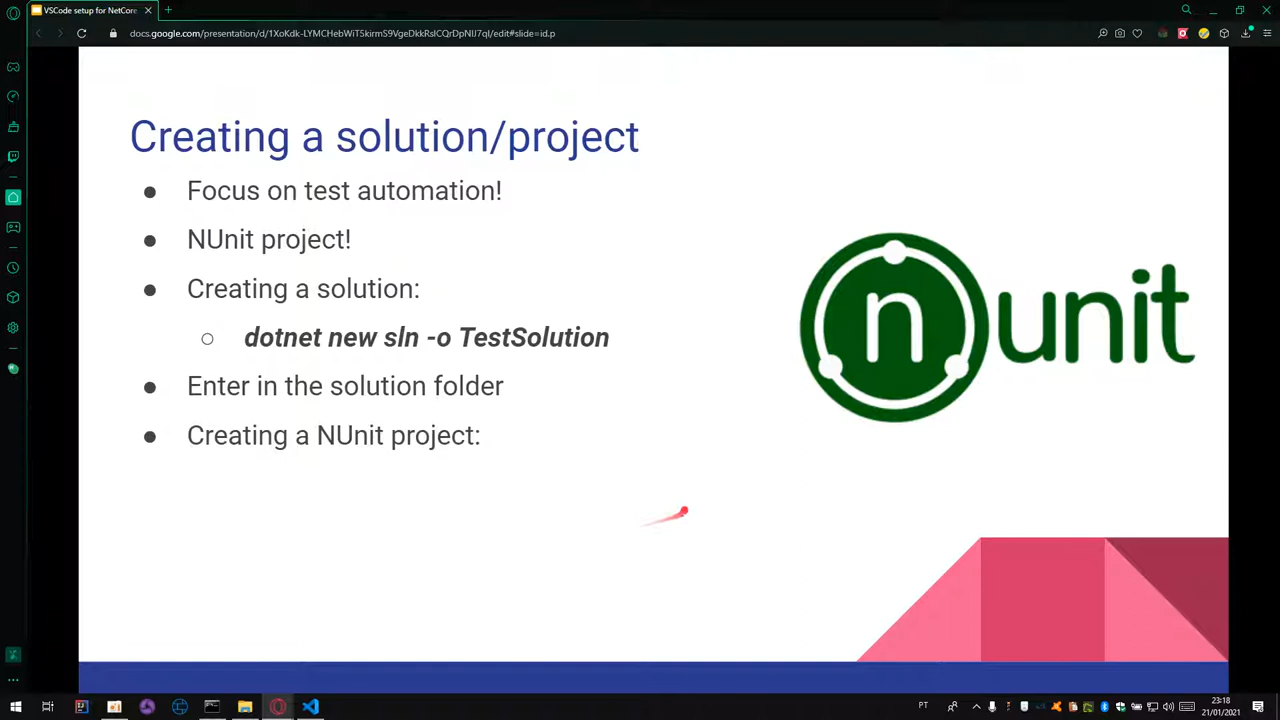 VSCode setup for NetCore
docs.google.com/presentation/d/1XoKdk-LYMCHebWiT5kirmS9VgeDkkRslCQrDpNIJ7qI/edit#slide=id.p
Creating a solution/project
● Focus on test automation!
● NUnit project!
● Creating a solution:
○ dotnet new sln -o TestSolution
● Enter in the solution folder
● Creating a NUnit project:
nunit
PT
23:18
21/01/2021